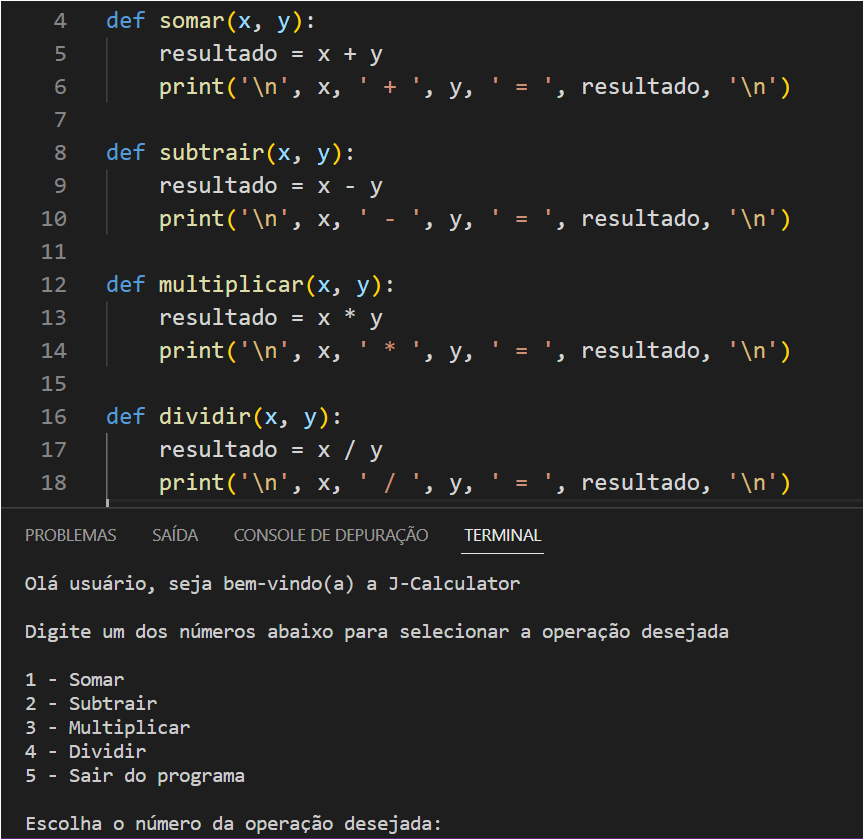 4 def somar(x, y):
5 resultado = x + y
6 print('\n', x, ' + ', y, ' = ', resultado, '\n')
7
8 def subtrair(x, y):
9 resultado = x - y
10 print('\n', x, ' - ', y, ' = ', resultado, '\n')
11
12 def multiplicar(x, y):
13 resultado = x * y
14 print('\n', x, ' * ', y, ' = ', resultado, '\n')
15
16 def dividir(x, y):
17 resultado = x / y
18 print('\n', x, ' / ', y, ' = ', resultado, '\n')
PROBLEMAS SAÍDA CONSOLE DE DEPURAÇÃO TERMINAL
Olá usuário, seja bem-vindo(a) a J-Calculator
Digite um dos números abaixo para selecionar a operação desejada
1 - Somar
2 - Subtrair
3 - Multiplicar
4 - Dividir
5 - Sair do programa
Escolha o número da operação desejada: